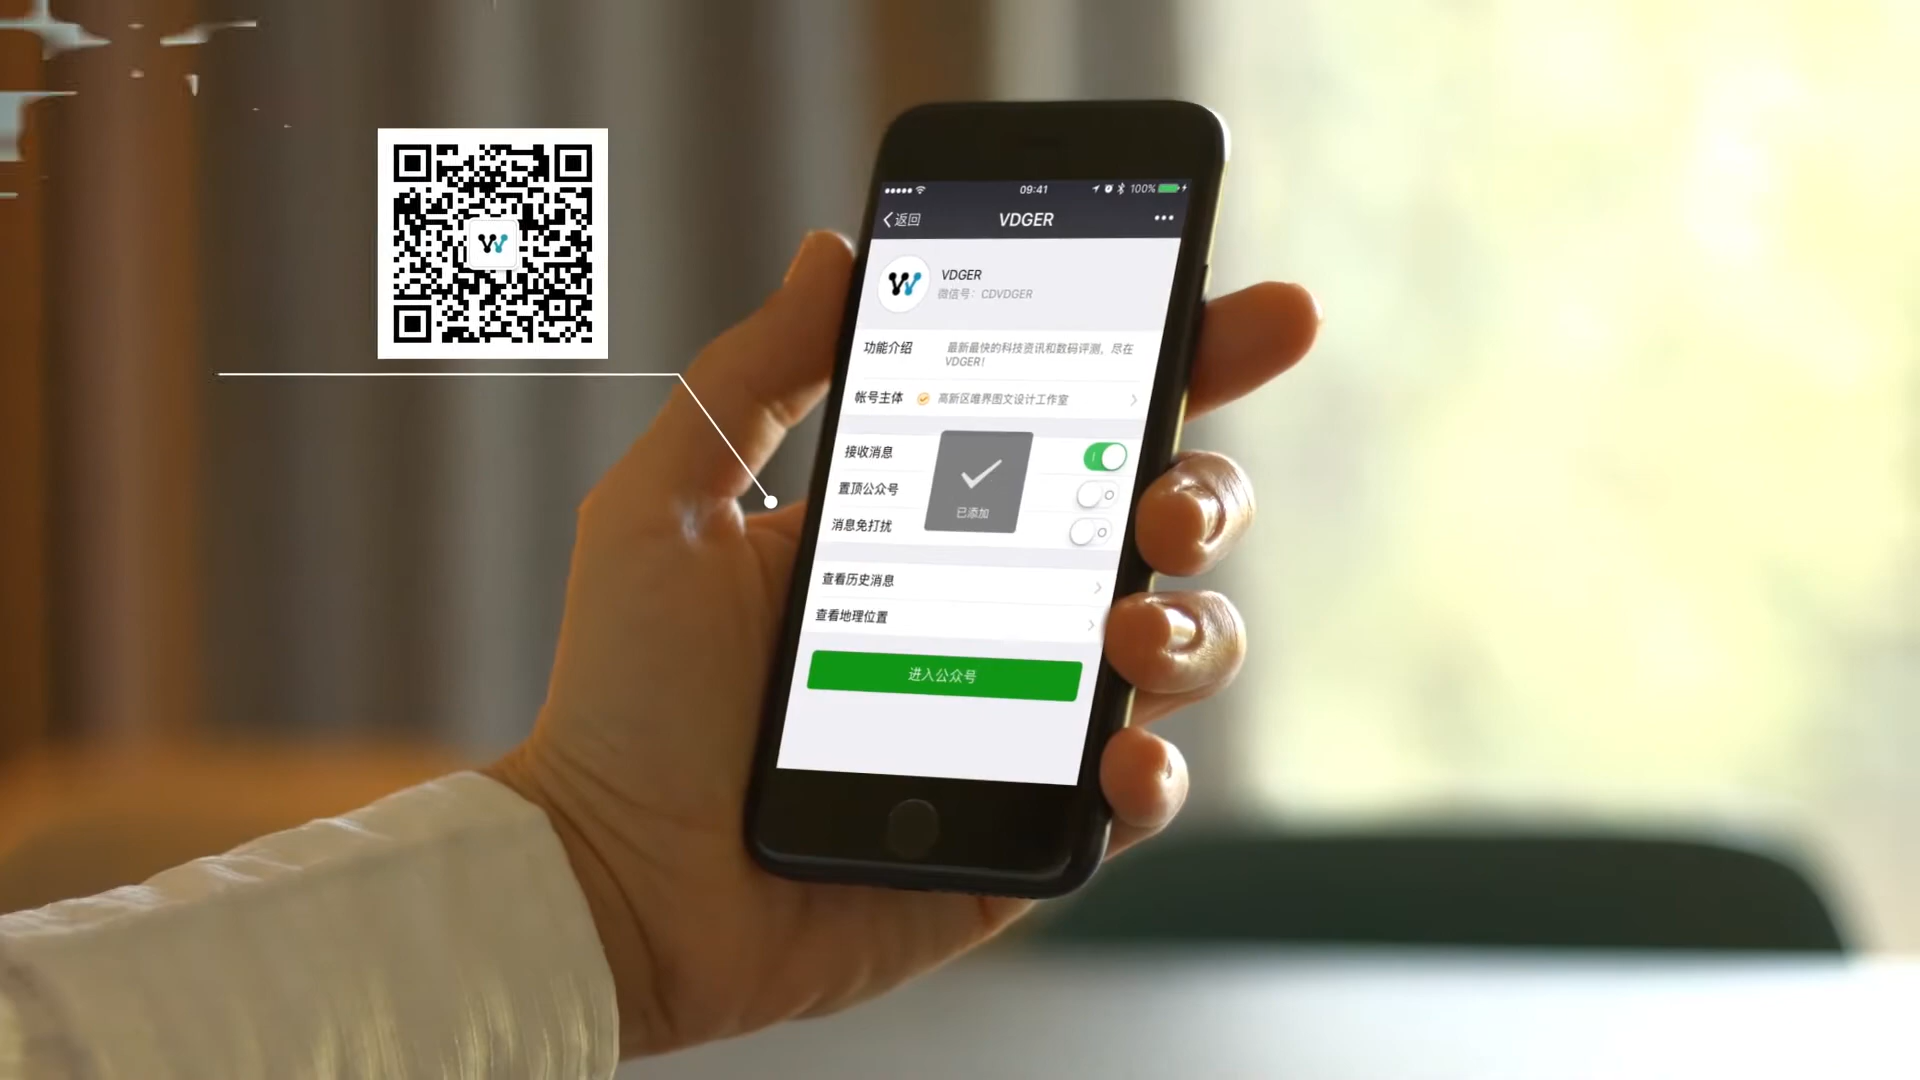 09:41
100%
返回
VDGER
VDGER
微信号: CDVDGER
功能介绍
最新最快的科技资讯和数码评测，尽在
VDGER!
帐号主体
高新区唯界图文设计工作室
接收消息
置顶公众号
已添加
消息免打扰
查看历史消息
查看地理位置
进入公众号